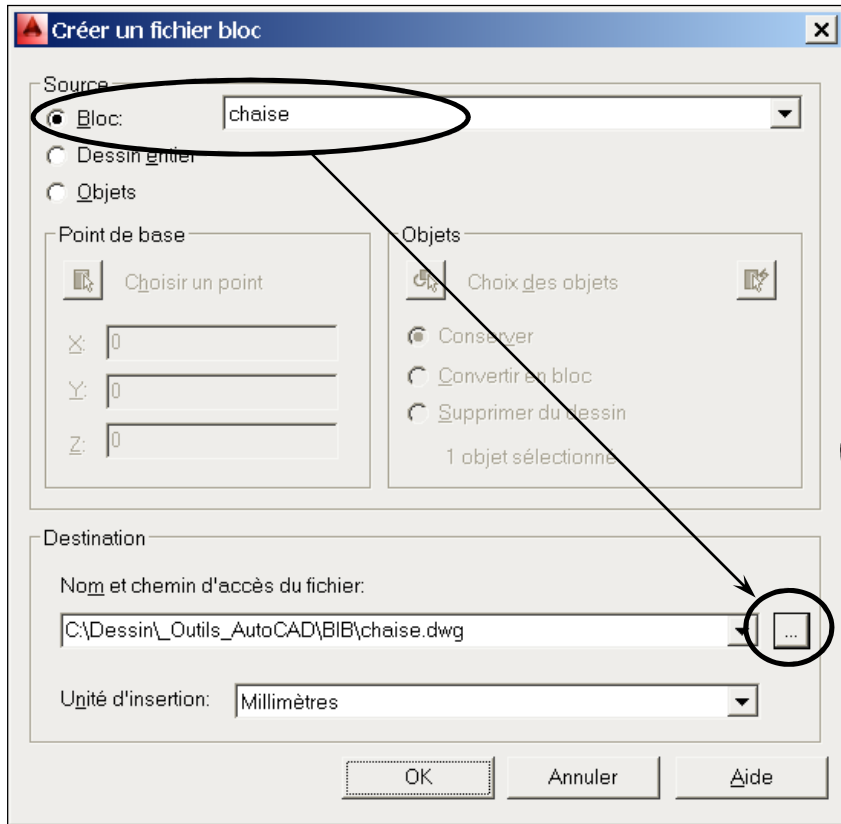 Créer un fichier bloc
Source
Bloc: chaise
Dessin entier
Objets
Point de base
Choisir un point
X: 0
Y: 0
Z: 0
Objets
Choix des objets
Conserver
Convertir en bloc
Supprimer du dessin
1 objet sélectionné
Destination
Nom et chemin d'accès du fichier:
C:\Dessin\_Outils_AutoCAD\BIB\chaise.dwg ...
Unité d'insertion: Millimètres
OK Annuler Aide